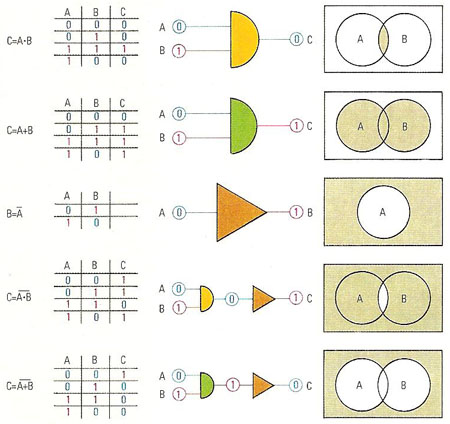 A B C
0 0 0
0 1 0
C=A·B
1 1 1
1 0 0
A 0
B 1
0 C
A B
A B C
0 0 0
0 1 1
C=A+B
1 1 1
1 0 1
A 0
B 1
1 C
A B
A B
B=A̅
0 1
1 0
A 0 1 B
A
A B C
0 0 1
0 1 1
C=A̅·̅B̅
1 1 0
1 0 1
A 0
B 1
0 1 C
A B
A B C
0 0 1
0 1 0
C=A̅+̅B̅
1 1 0
1 0 0
A 0
B 1
1 0 C
A B